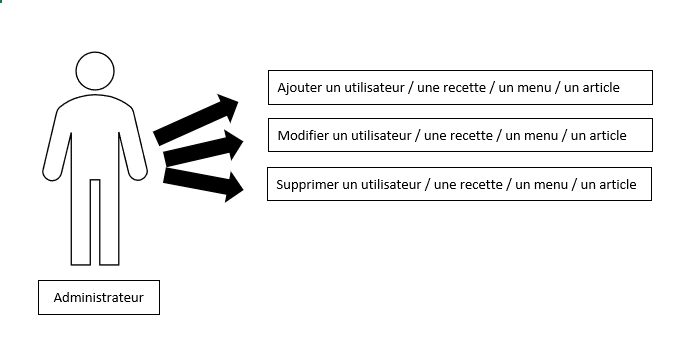 Ajouter un utilisateur / une recette / un menu / un article
Modifier un utilisateur / une recette / un menu / un article
Supprimer un utilisateur / une recette / un menu / un article
Administrateur